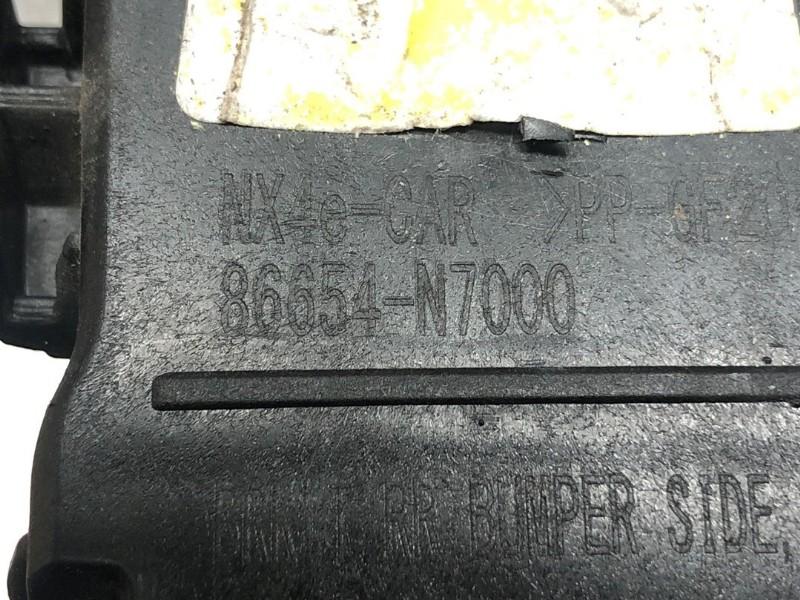 NX4e-CAR >PP-GF20
86654-N7000
RR BUMPER SIDE,